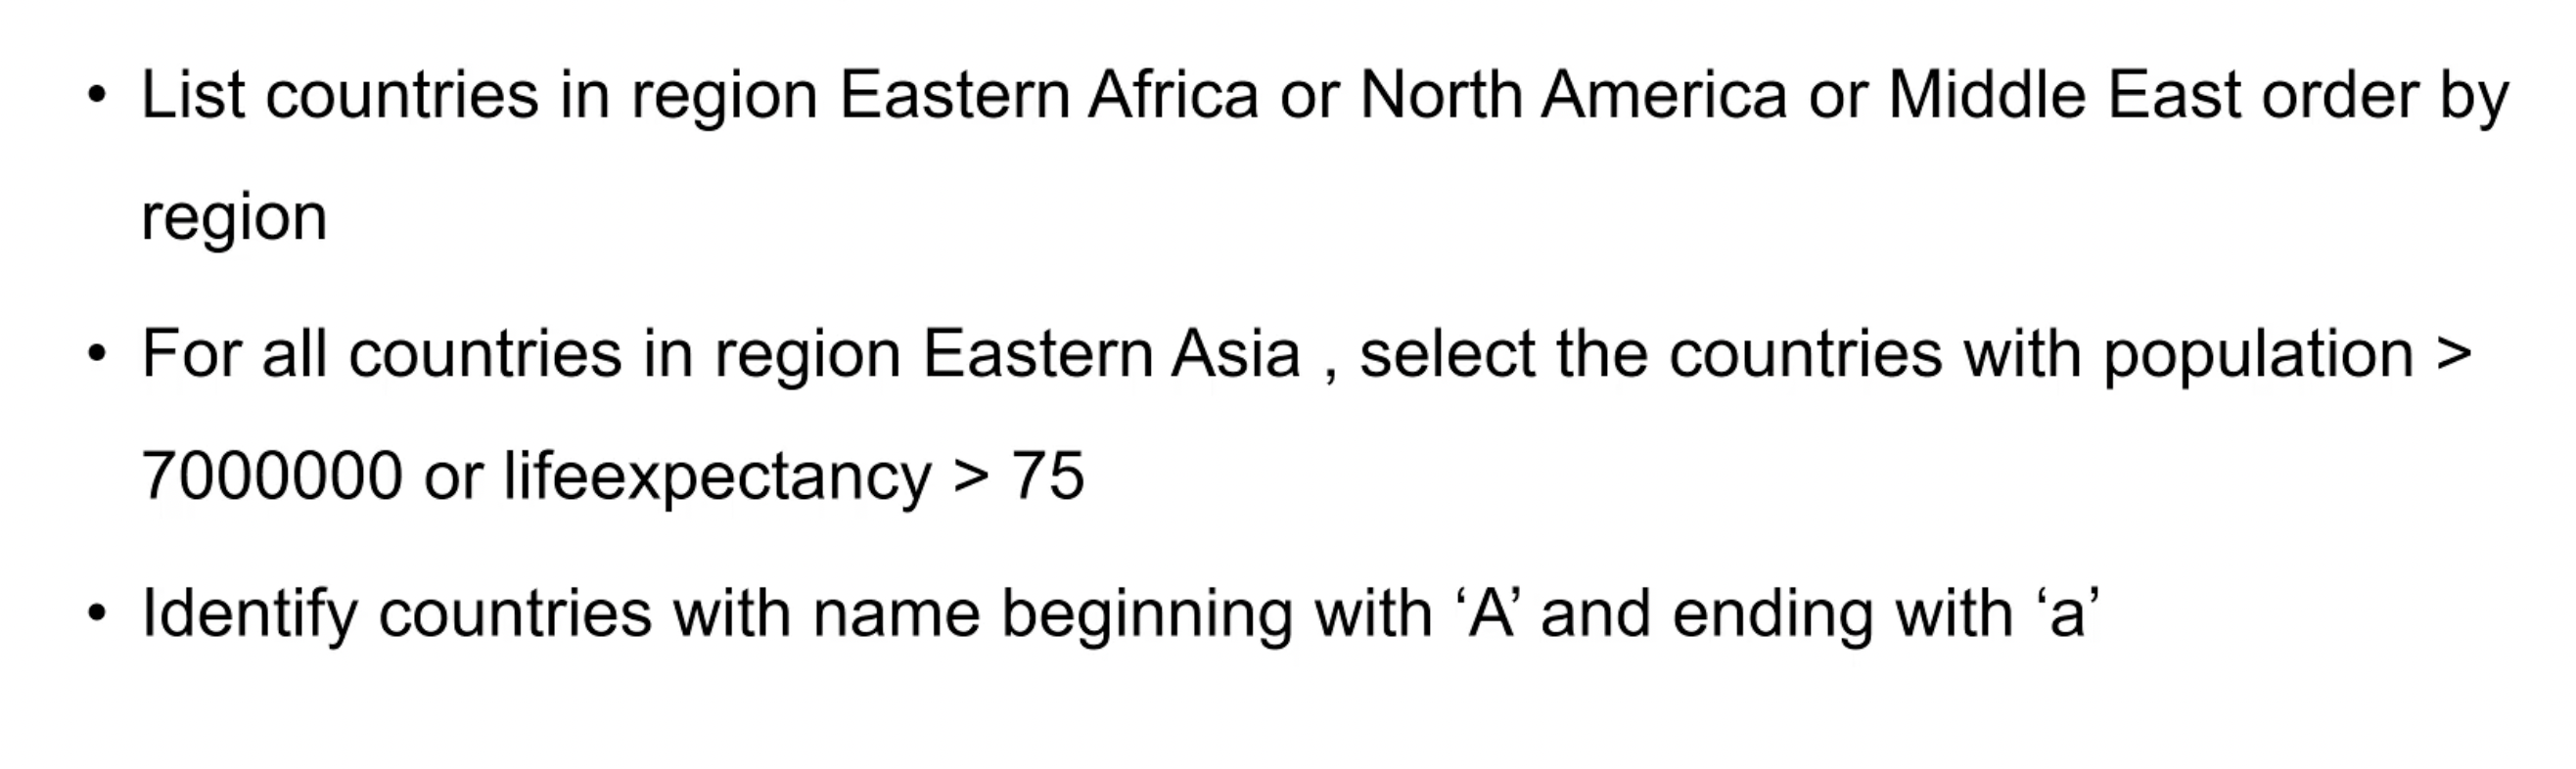 • List countries in region Eastern Africa or North America or Middle East order by
region
• For all countries in region Eastern Asia , select the countries with population >
7000000 or lifeexpectancy > 75
• Identify countries with name beginning with ‘A’ and ending with ‘a’